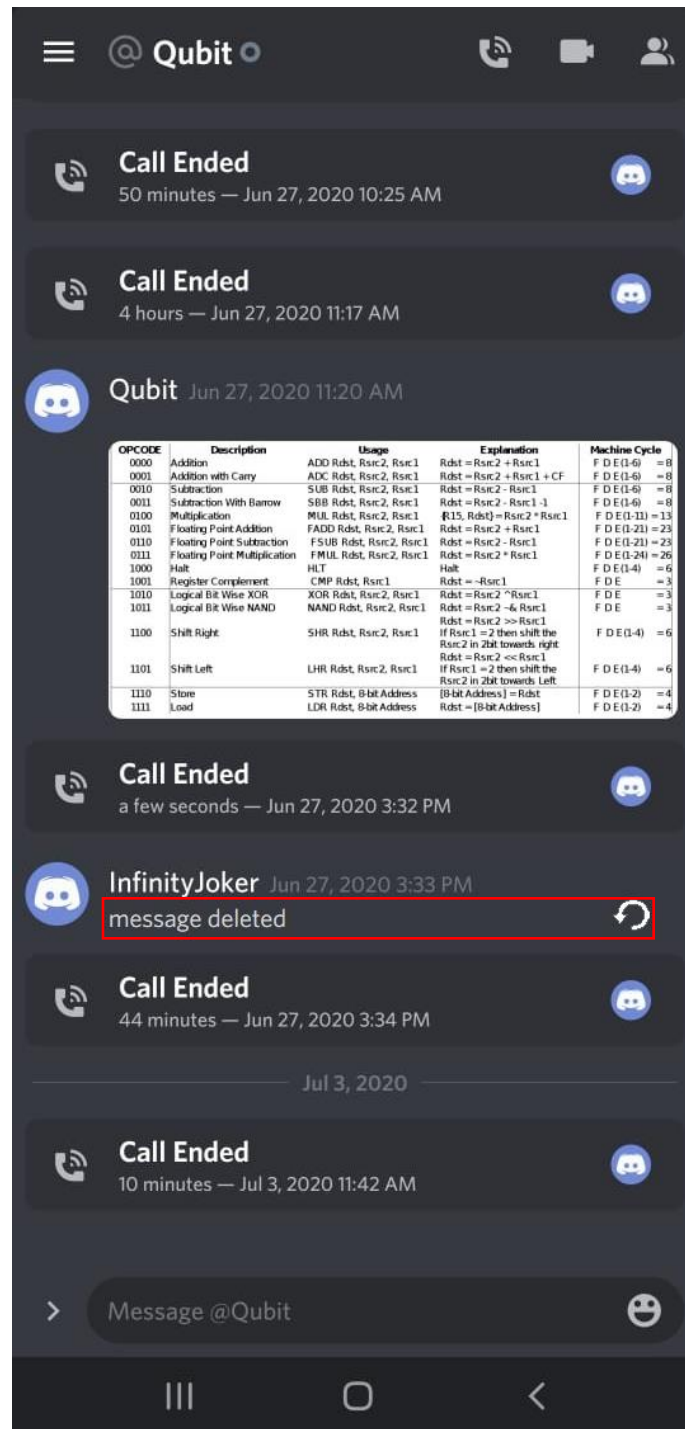 @ Qubit
Call Ended
50 minutes — Jun 27, 2020 10:25 AM
Call Ended
4 hours — Jun 27, 2020 11:17 AM
Qubit Jun 27, 2020 11:20 AM
OPCODE Description Usage Explanation Machine Cycle
0000 Addition ADD Rdst, Rsrc2, Rsrc1 Rdst = Rsrc2 + Rsrc1 F D E(1-6) =8
0001 Addition with Carry ADC Rdst, Rsrc2, Rsrc1 Rdst = Rsrc2 + Rsrc1 + CF F D E(1-6) =8
0010 Subtraction SUB Rdst, Rsrc2, Rsrc1 Rdst = Rsrc2 - Rsrc1 F D E(1-6) =8
0011 Subtraction With Barrow SBB Rdst, Rsrc2, Rsrc1 Rdst = Rsrc2 - Rsrc1 -1 F D E(1-6) =8
0100 Multiplication MUL Rdst, Rsrc2, Rsrc1 {R15, Rdst}=Rsrc2 * Rsrc1 F D E(1-11) =13
0101 Floating Point Addition FADD Rdst, Rsrc2, Rsrc1 Rdst = Rsrc2 + Rsrc1 F D E(1-21) =23
0110 Floating Point Subtraction FSUB Rdst, Rsrc2, Rsrc1 Rdst = Rsrc2 - Rsrc1 F D E(1-21) =23
0111 Floating Point Multiplication FMUL Rdst, Rsrc2, Rsrc1 Rdst = Rsrc2 * Rsrc1 F D E(1-24) =26
1000 Halt HLT Halt F D E(1-4) =6
1001 Register Complement CMP Rdst, Rsrc1 Rdst = ~Rsrc1 F D E =3
1010 Logical Bit Wise XOR XOR Rdst, Rsrc2, Rsrc1 Rdst = Rsrc2 ^ Rsrc1 F D E =3
1011 Logical Bit Wise NAND NAND Rdst, Rsrc2, Rsrc1 Rdst = Rsrc2 ~& Rsrc1 F D E =3
Rdst = Rsrc2 >> Rsrc1
1100 Shift Right SHR Rdst, Rsrc2, Rsrc1 If Rsrc1 = 2 then shift the F D E(1-4) =6
Rsrc2 in 2bit towards right
Rdst = Rsrc2 << Rsrc1
1101 Shift Left LHR Rdst, Rsrc2, Rsrc1 If Rsrc1 = 2 then shift the F D E(1-4) =6
Rsrc2 in 2bit towards Left
1110 Store STR Rdst, 8-bit Address [8-bit Address] = Rdst F D E(1-2) =4
1111 Load LDR Rdst, 8-bit Address Rdst = [8-bit Address] F D E(1-2) =4
Call Ended
a few seconds — Jun 27, 2020 3:32 PM
InfinityJoker Jun 27, 2020 3:33 PM
message deleted
Call Ended
44 minutes — Jun 27, 2020 3:34 PM
Jul 3, 2020
Call Ended
10 minutes — Jul 3, 2020 11:42 AM
Message @Qubit